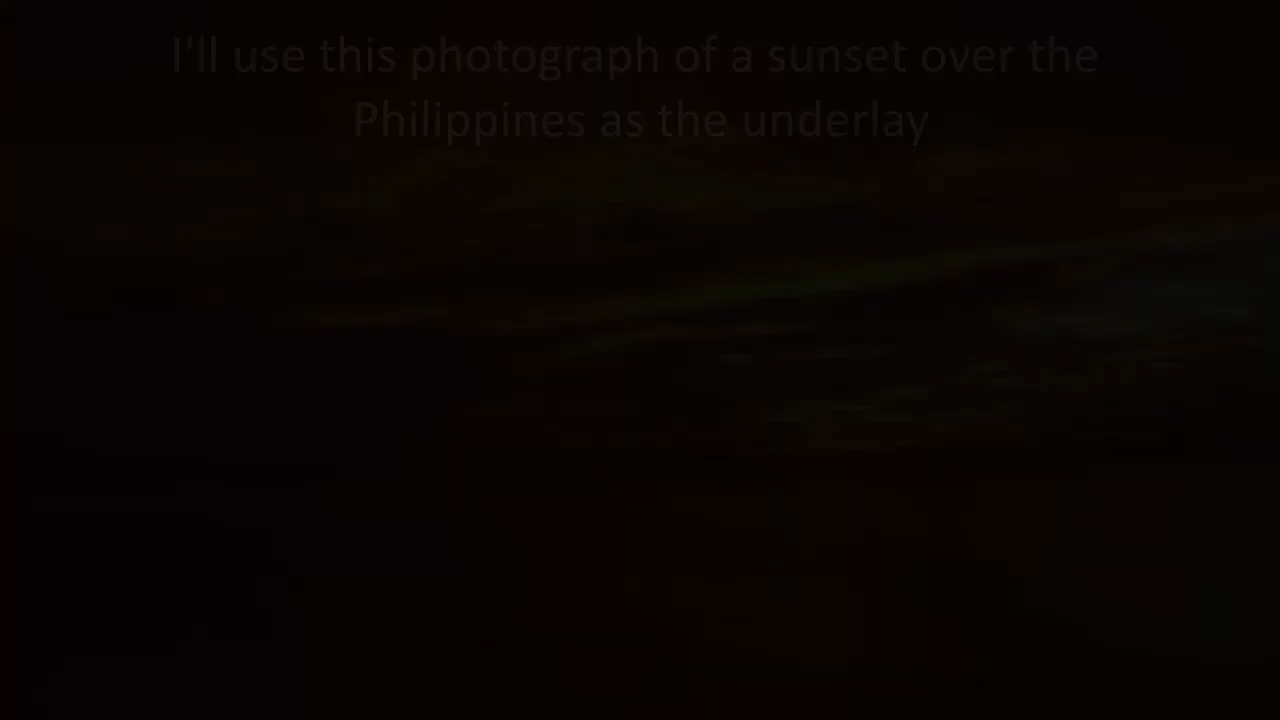 I'll use this photograph of a sunset over the
Philippines as the underlay